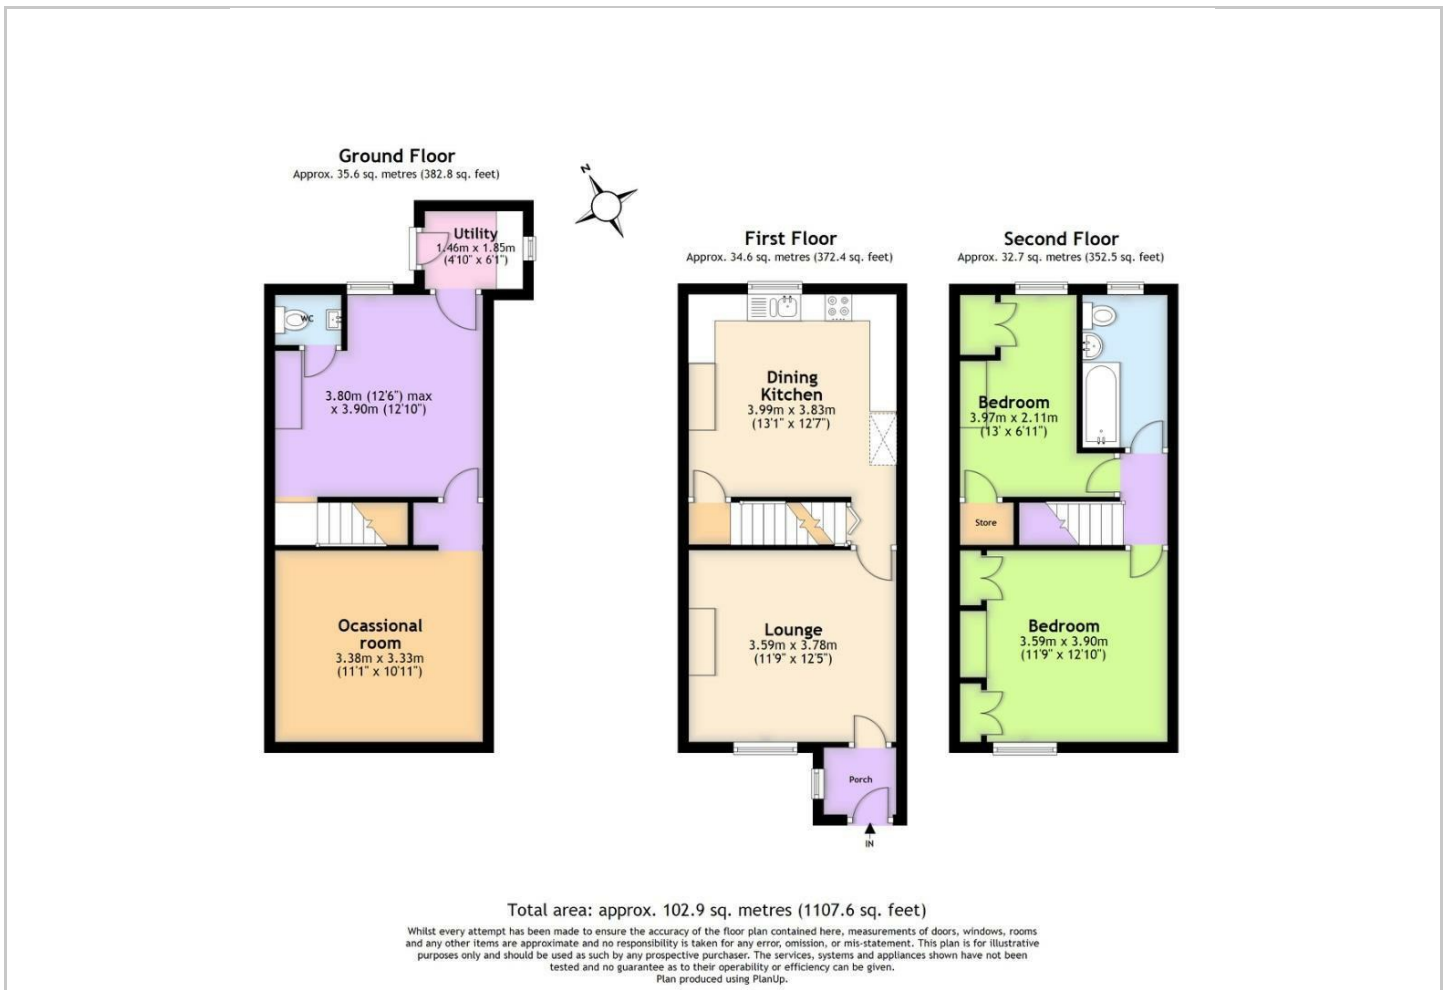 Ground Floor
Approx. 35.6 sq. metres (382.8 sq. feet)
N
Utility
1.46m x 1.85m
(4'10" x 6'1")
WC
3.80m (12'6") max
x 3.90m (12'10")
Ocassional
room
3.38m x 3.33m
(11'1" x 10'11")
First Floor
Approx. 34.6 sq. metres (372.4 sq. feet)
Dining
Kitchen
3.99m x 3.83m
(13'1" x 12'7")
Lounge
3.59m x 3.78m
(11'9" x 12'5")
Porch
IN
Second Floor
Approx. 32.7 sq. metres (352.5 sq. feet)
Bedroom
3.97m x 2.11m
(13' x 6'11")
Store
Bedroom
3.59m x 3.90m
(11'9" x 12'10")
Total area: approx. 102.9 sq. metres (1107.6 sq. feet)
Whilst every attempt has been made to ensure the accuracy of the floor plan contained here, measurements of doors, windows, rooms
and any other items are approximate and no responsibility is taken for any error, omission, or mis-statement. This plan is for illustrative
purposes only and should be used as such by any prospective purchaser. The services, systems and appliances shown have not been
tested and no guarantee as to their operability or efficiency can be given.
Plan produced using PlanUp.